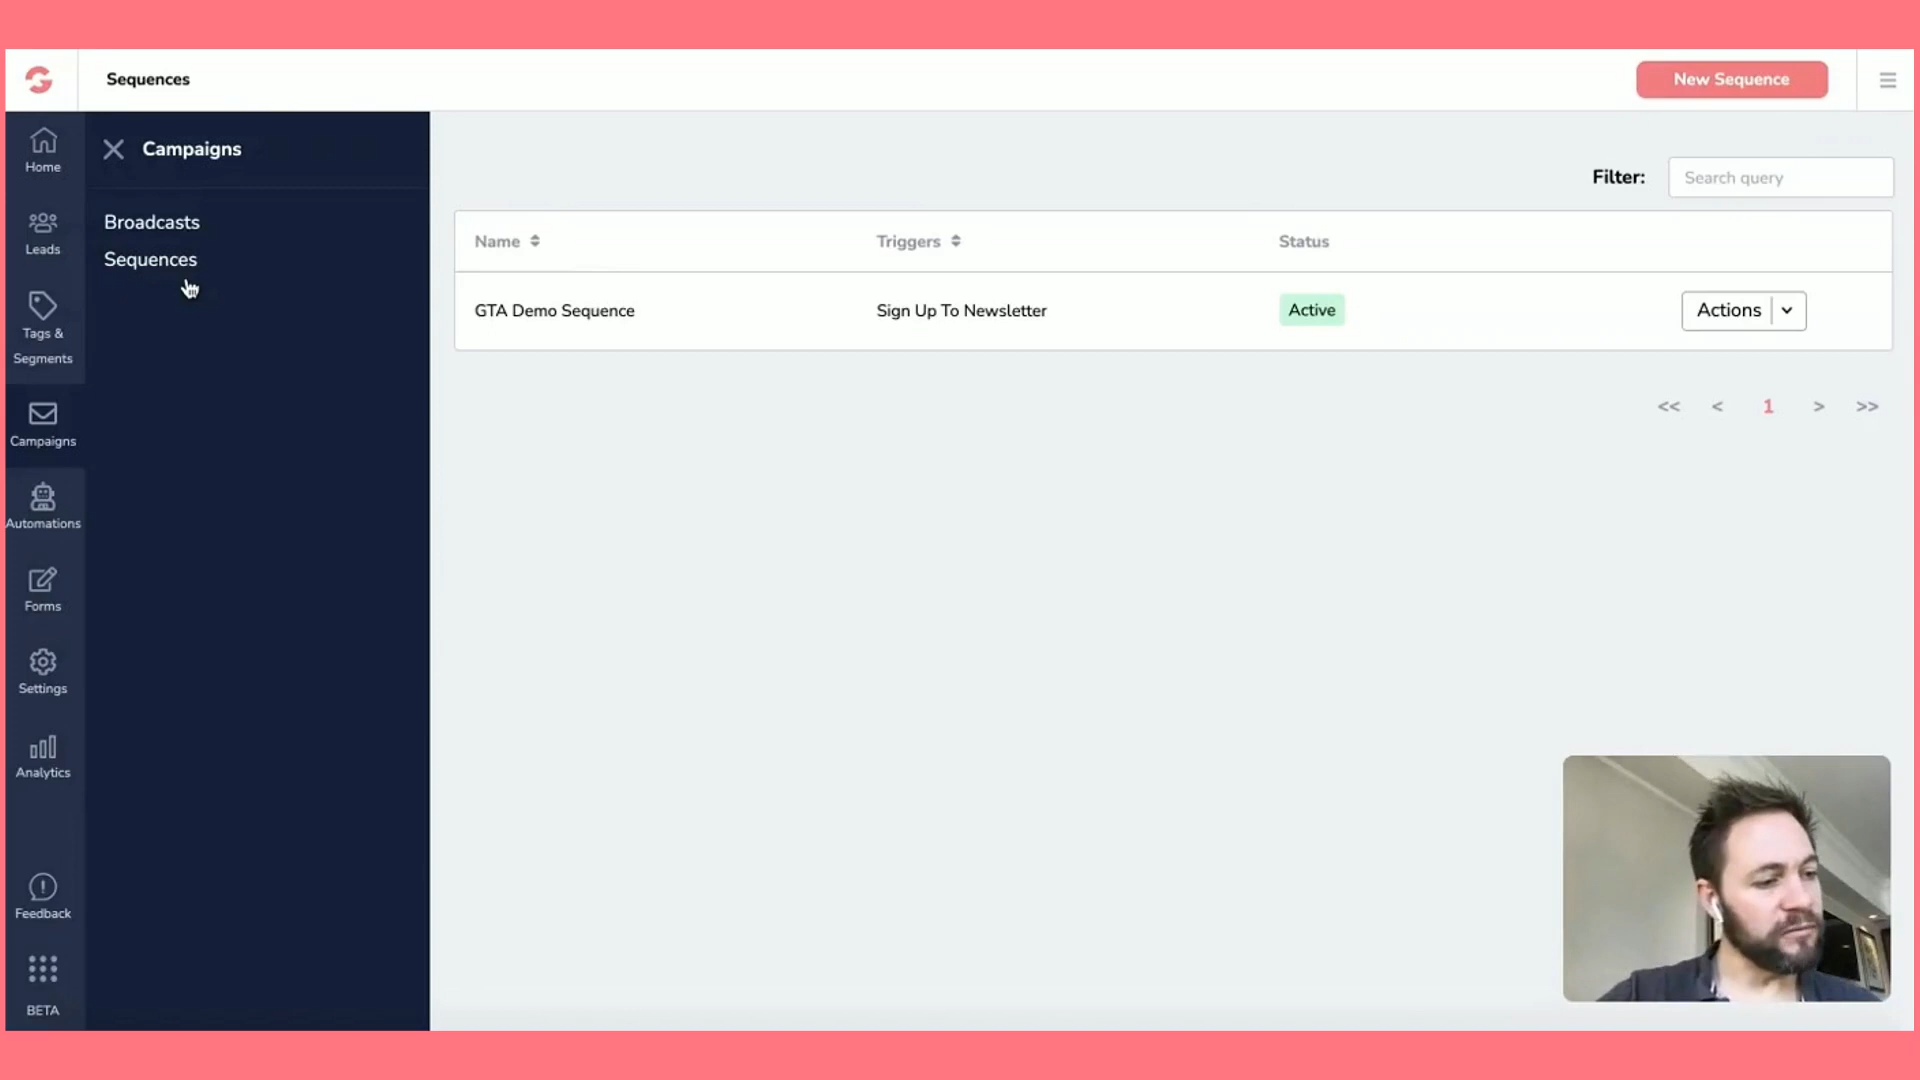 Sequences
New Sequence
Home
Leads
Tags &
Segments
Campaigns
Automations
Forms
Settings
Analytics
Feedback
BETA
Campaigns
Broadcasts
Sequences
Filter:
Search query
Name
Triggers
Status
GTA Demo Sequence
Sign Up To Newsletter
Active
Actions
<<
<
1
>
>>